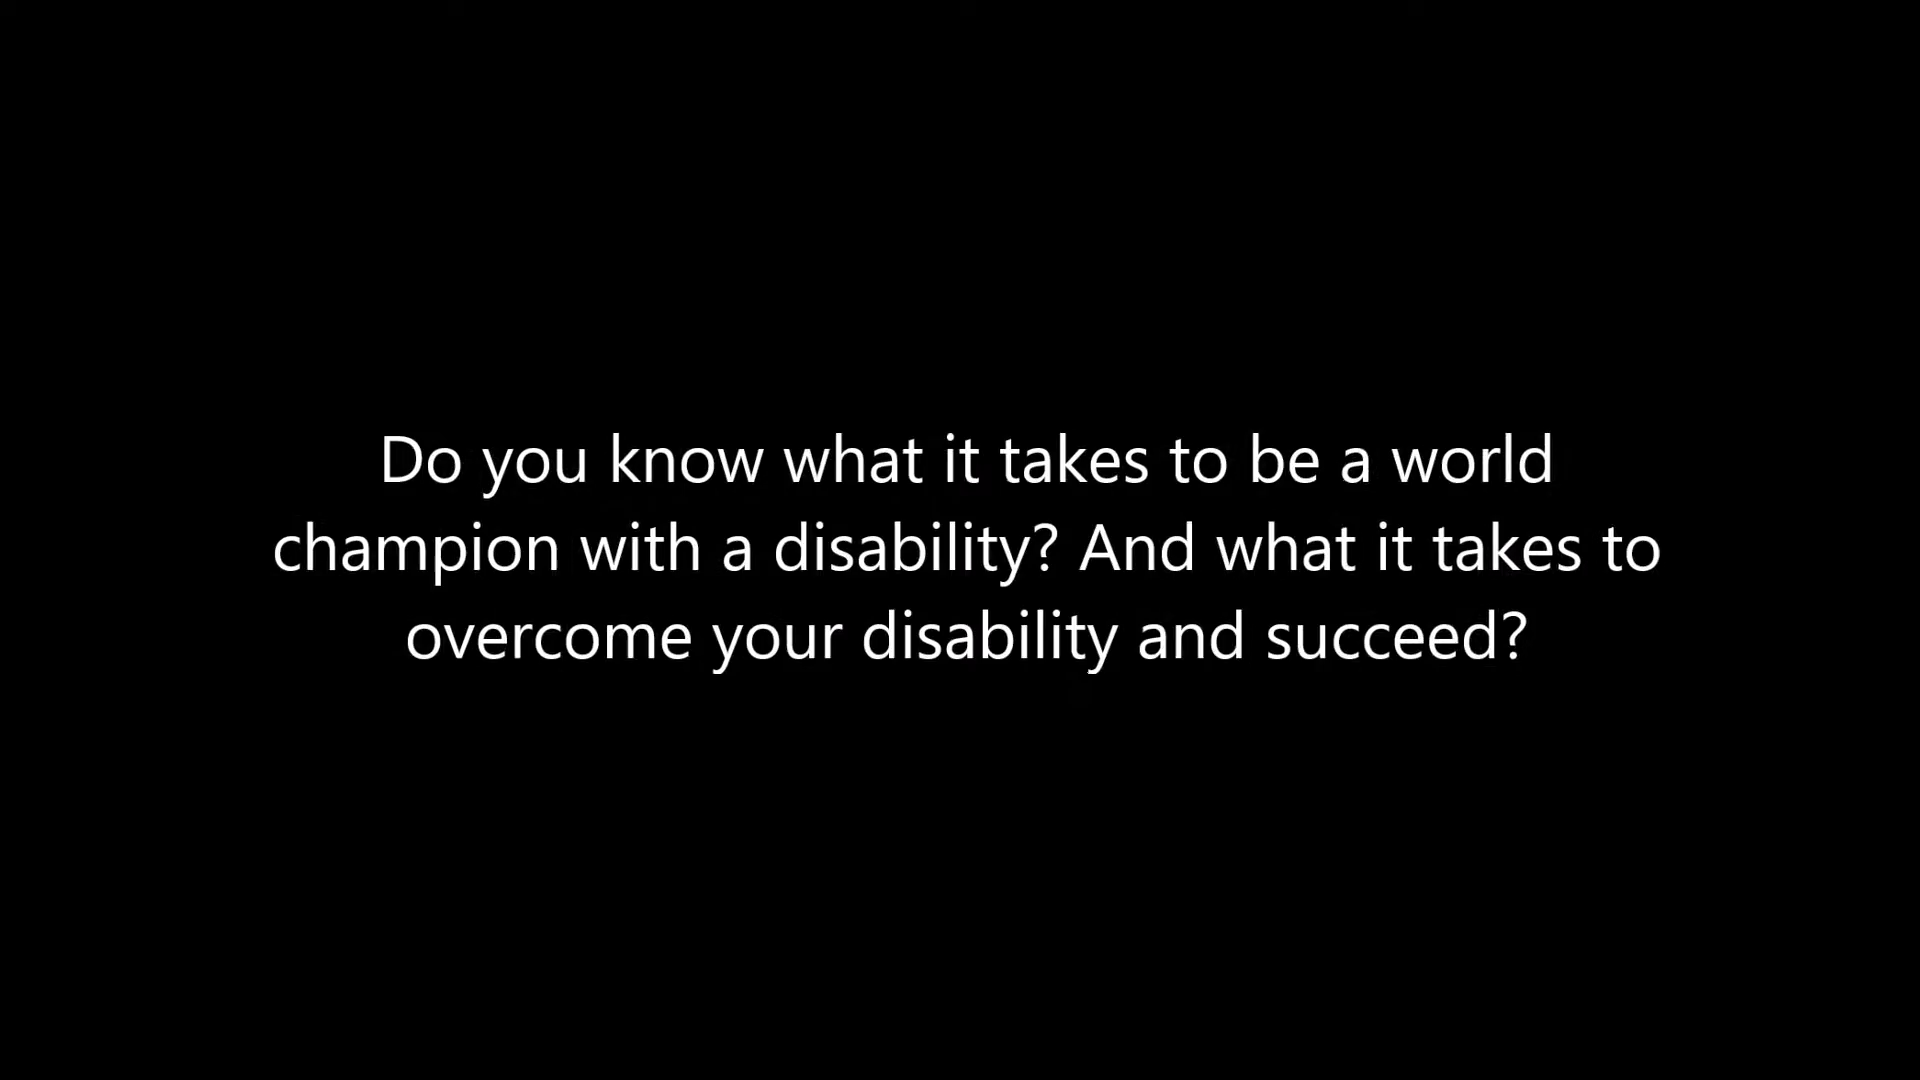 Do you know what it takes to be a world
champion with a disability? And what it takes to
overcome your disability and succeed?